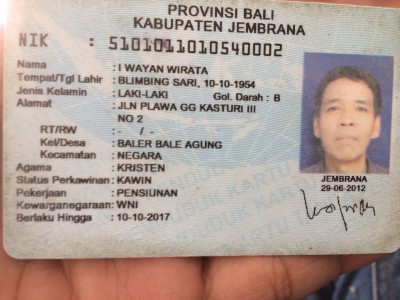 PROVINSI BALI
KABUPATEN JEMBRANA
NIK : 5101011010540002
Nama : I WAYAN WIRATA
Tempat/Tgl Lahir : BLIMBING SARI, 10-10-1954
Jenis Kelamin : LAKI-LAKI Gol. Darah : B
Alamat : JLN PLAWA GG KASTURI III
NO 2
RT/RW : - / -
Kel/Desa : BALER BALE AGUNG
Kecamatan : NEGARA
Agama : KRISTEN
Status Perkawinan : KAWIN
Pekerjaan : PENSIUNAN
Kewarganegaraan : WNI
Berlaku Hingga : 10-10-2017
JEMBRANA
29-06-2012